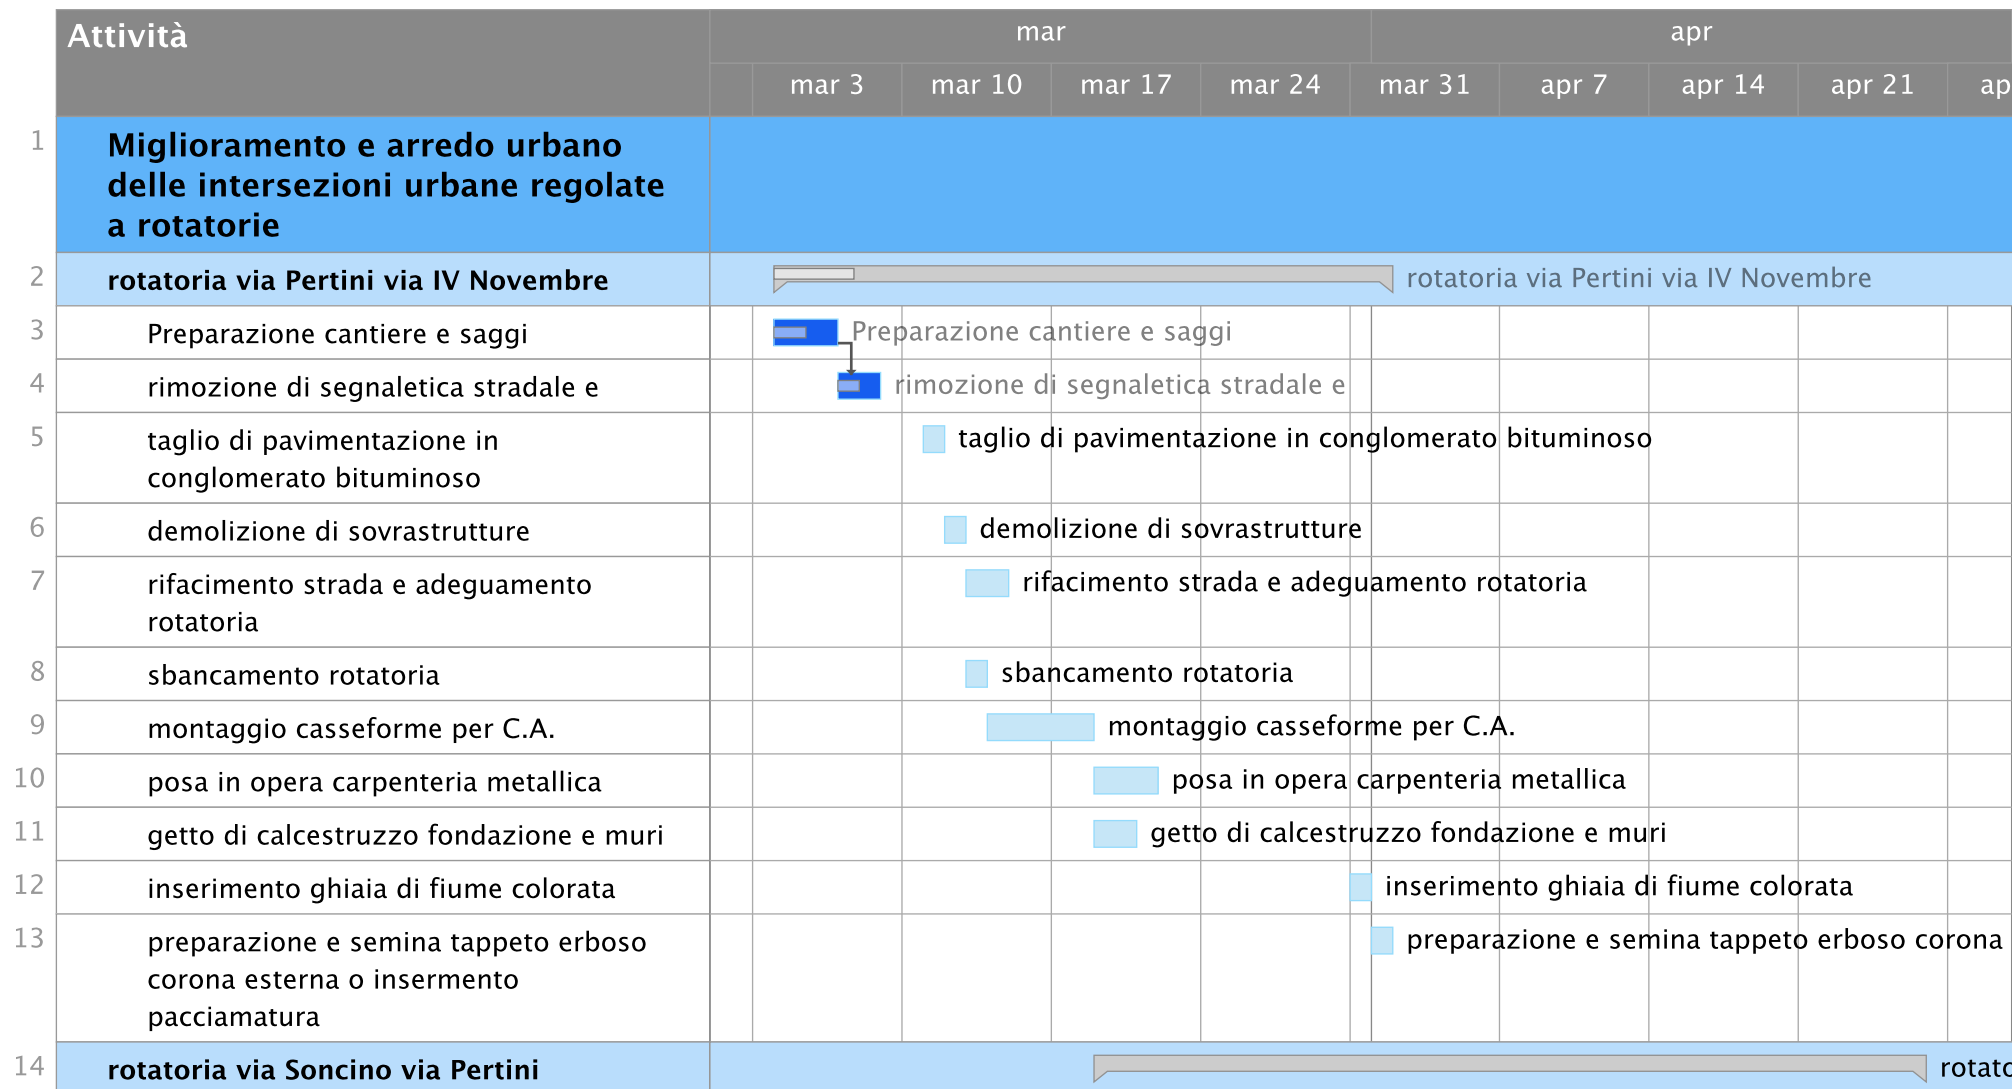 Attività
mar
apr
mar 3
mar 10
mar 17
mar 24
mar 31
apr 7
apr 14
apr 21
ap
1
Miglioramento e arredo urbano
delle intersezioni urbane regolate
a rotatorie
2
rotatoria via Pertini via IV Novembre
rotatoria via Pertini via IV Novembre
3
Preparazione cantiere e saggi
Preparazione cantiere e saggi
4
rimozione di segnaletica stradale e
rimozione di segnaletica stradale e
5
taglio di pavimentazione in
conglomerato bituminoso
taglio di pavimentazione in conglomerato bituminoso
6
demolizione di sovrastrutture
demolizione di sovrastrutture
7
rifacimento strada e adeguamento
rotatoria
rifacimento strada e adeguamento rotatoria
8
sbancamento rotatoria
sbancamento rotatoria
9
montaggio casseforme per C.A.
montaggio casseforme per C.A.
10
posa in opera carpenteria metallica
posa in opera carpenteria metallica
11
getto di calcestruzzo fondazione e muri
getto di calcestruzzo fondazione e muri
12
inserimento ghiaia di fiume colorata
inserimento ghiaia di fiume colorata
13
preparazione e semina tappeto erboso
corona esterna o insermento
pacciamatura
preparazione e semina tappeto erboso corona
14
rotatoria via Soncino via Pertini
rotato